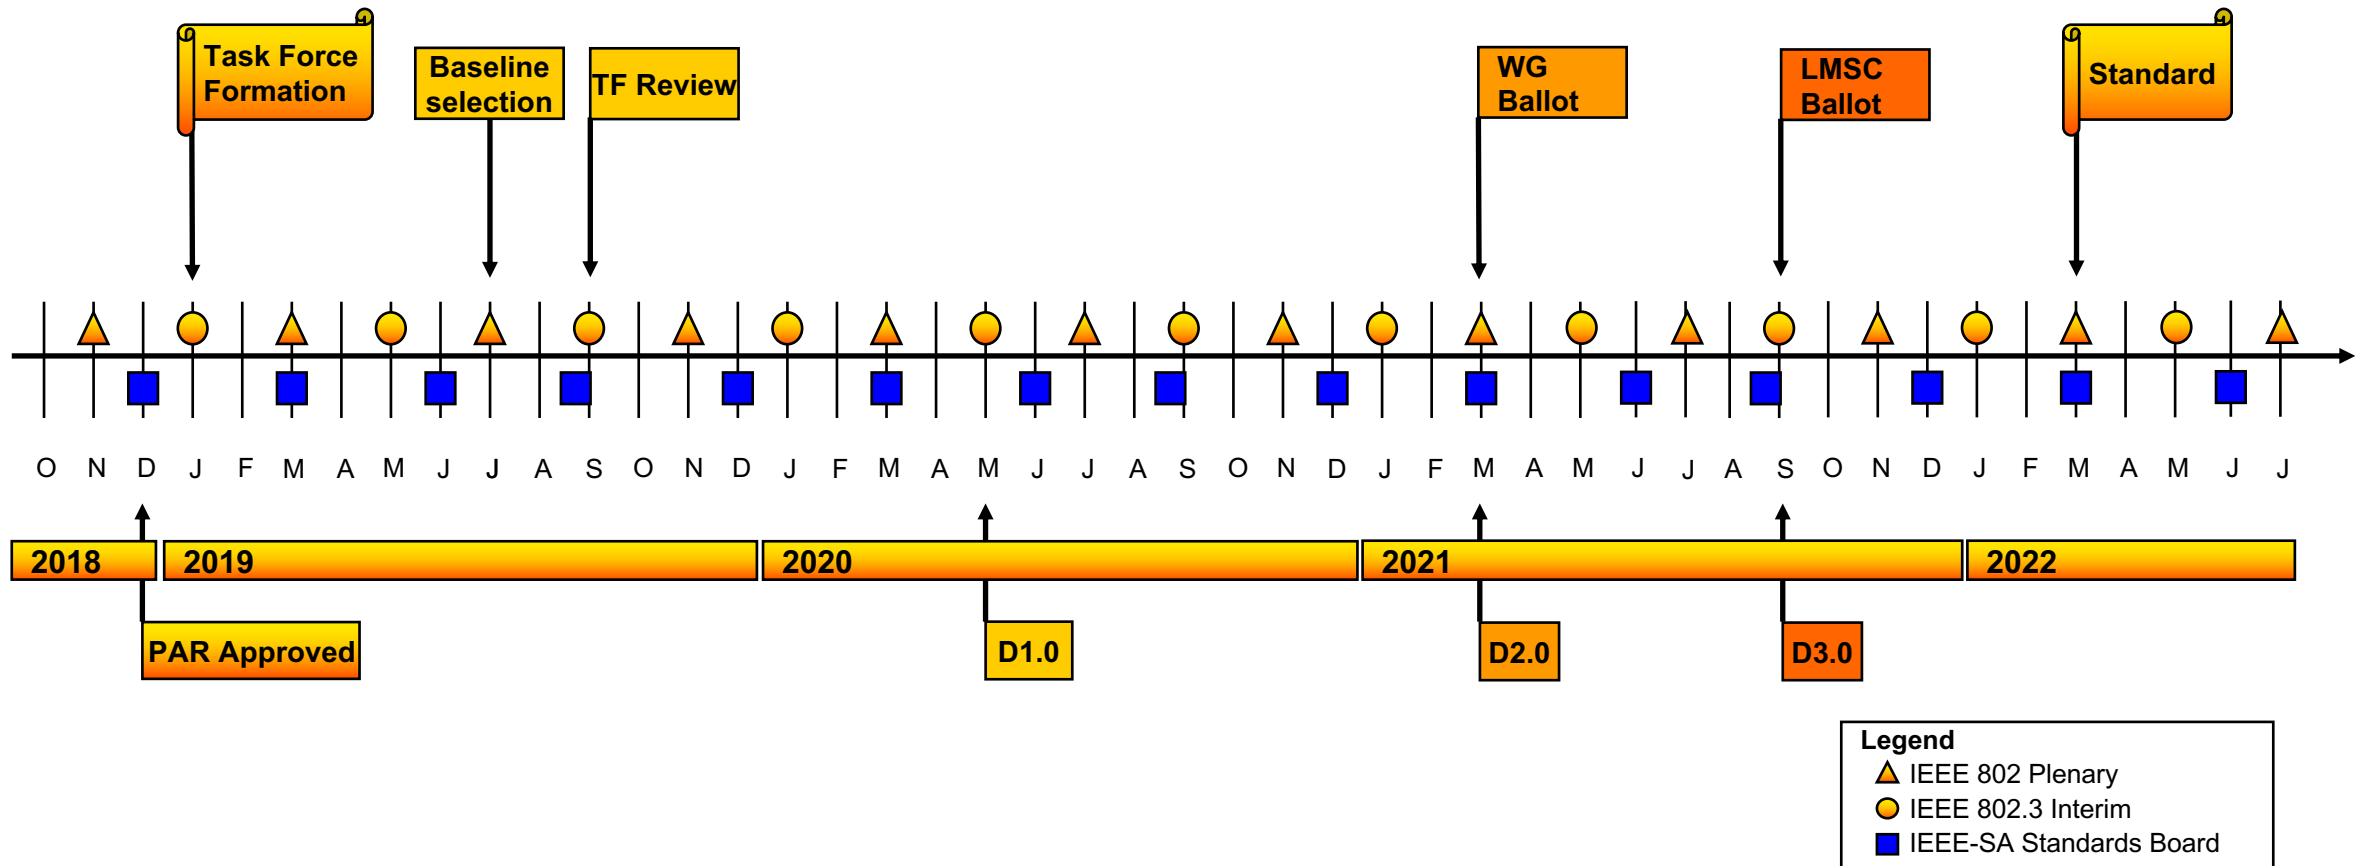 Task Force
Formation
Baseline
selection
TF Review
WG
Ballot
LMSC
Ballot
Standard
O N D J F M A M J J A S O N D J F M A M J J A S O N D J F M A M J J A S O N D J F M A M J J
2018 2019 2020 2021 2022
PAR Approved D1.0 D2.0 D3.0
Legend
IEEE 802 Plenary
IEEE 802.3 Interim
IEEE-SA Standards Board